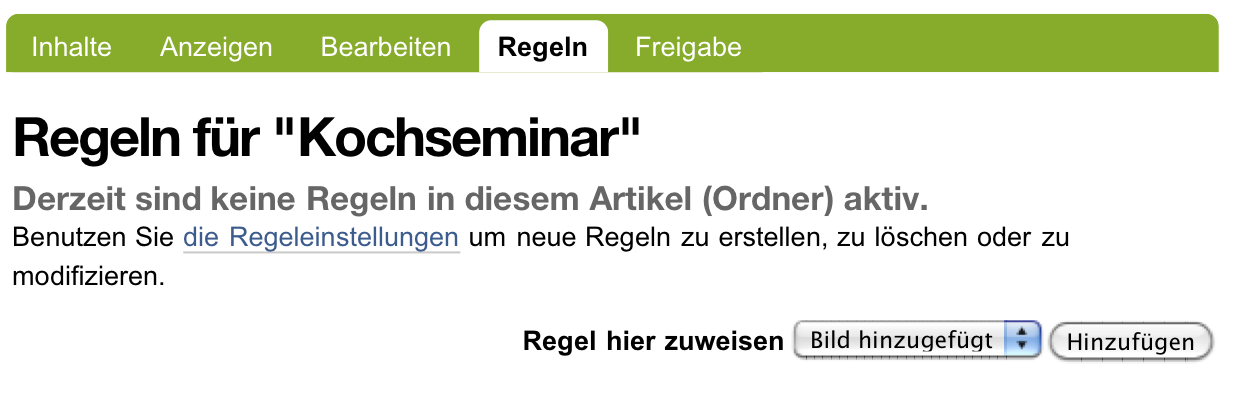 Inhalte Anzeigen Bearbeiten Regeln Freigabe
Regeln für "Kochseminar"
Derzeit sind keine Regeln in diesem Artikel (Ordner) aktiv.
Benutzen Sie die Regeleinstellungen um neue Regeln zu erstellen, zu löschen oder zu
modifizieren.
Regel hier zuweisen Bild hinzugefügt Hinzufügen